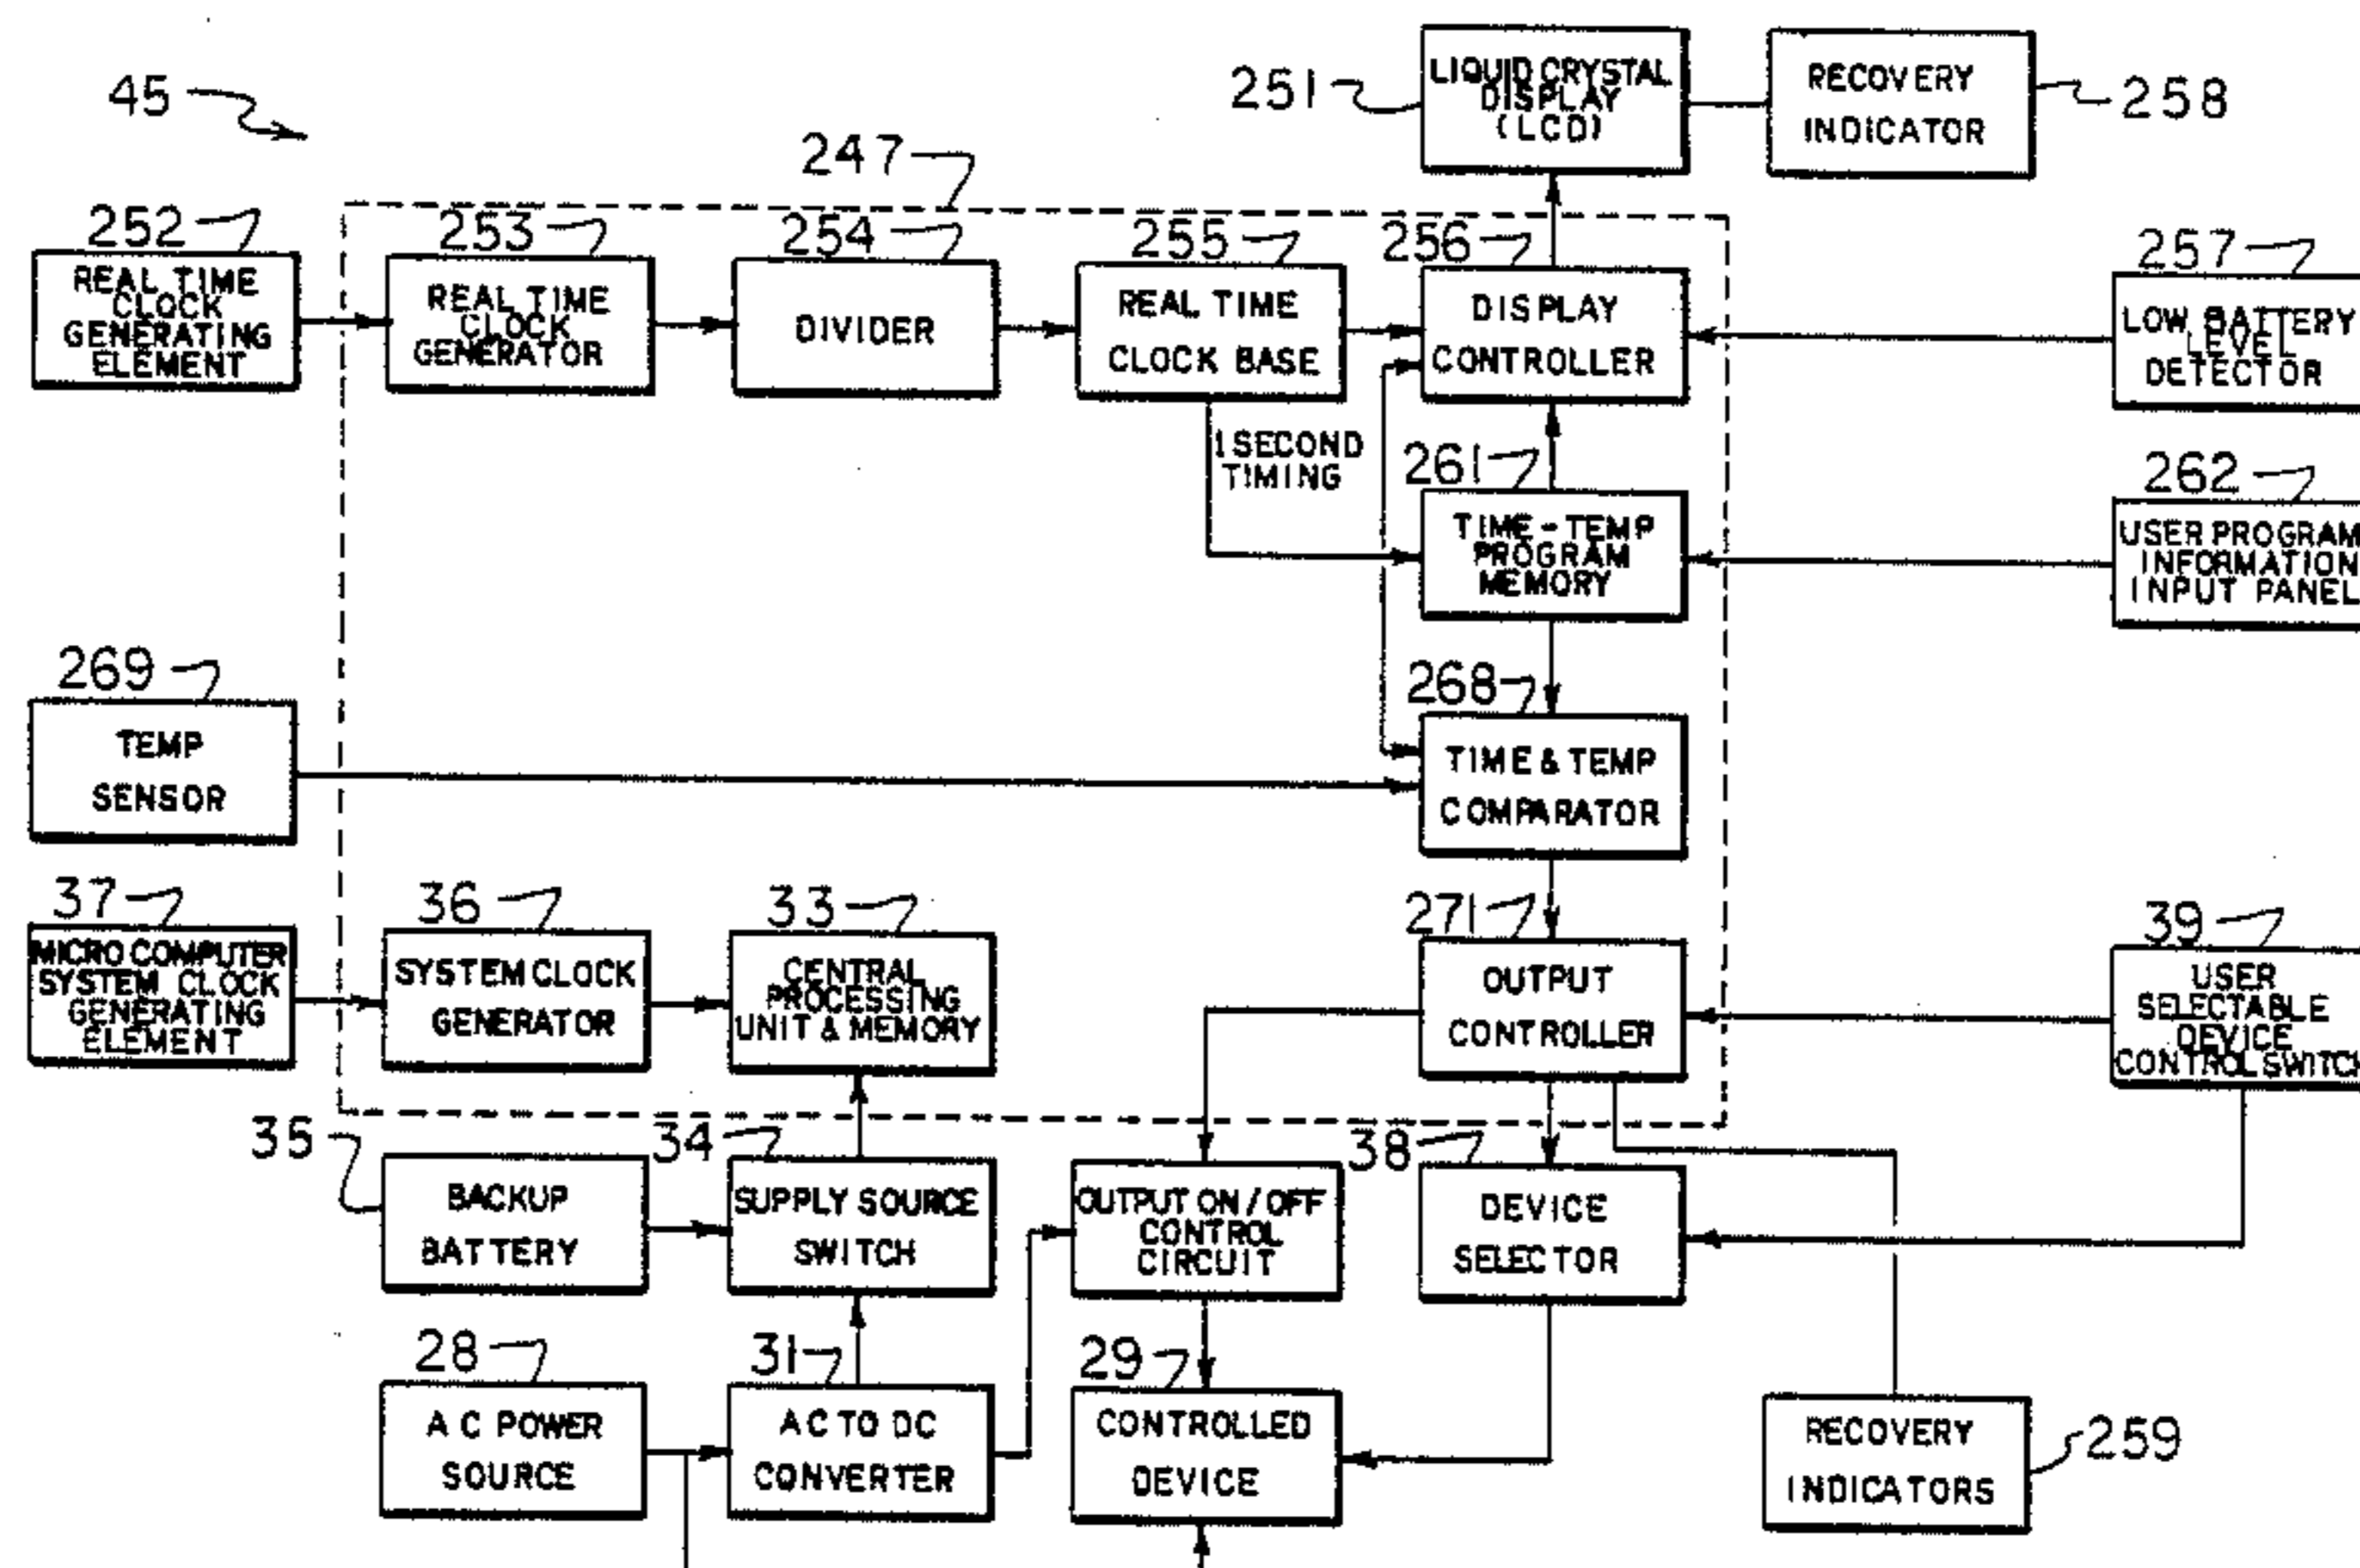 45
251
LIQUID CRYSTAL
DISPLAY
(LCD)
RECOVERY
INDICATOR
258
247
252
REAL TIME
CLOCK
GENERATING
ELEMENT
253
REAL TIME
CLOCK
GENERATOR
254
DIVIDER
255
REAL TIME
CLOCK BASE
256
DISPLAY
CONTROLLER
257
LOW BATTERY
LEVEL
DETECTOR
1 SECOND
TIMING
261
TIME-TEMP
PROGRAM
MEMORY
262
USER PROGRAM
INFORMATION
INPUT PANEL
269
TEMP
SENSOR
268
TIME & TEMP
COMPARATOR
37
MICRO COMPUTER
SYSTEM CLOCK
GENERATING
ELEMENT
36
SYSTEM CLOCK
GENERATOR
33
CENTRAL
PROCESSING
UNIT & MEMORY
271
OUTPUT
CONTROLLER
39
USER
SELECTABLE
DEVICE
CONTROL SWITCH
35
BACKUP
BATTERY
34
SUPPLY SOURCE
SWITCH
OUTPUT ON/OFF
CONTROL
CIRCUIT
38
DEVICE
SELECTOR
28
AC POWER
SOURCE
31
AC TO DC
CONVERTER
29
CONTROLLED
DEVICE
RECOVERY
INDICATORS
259